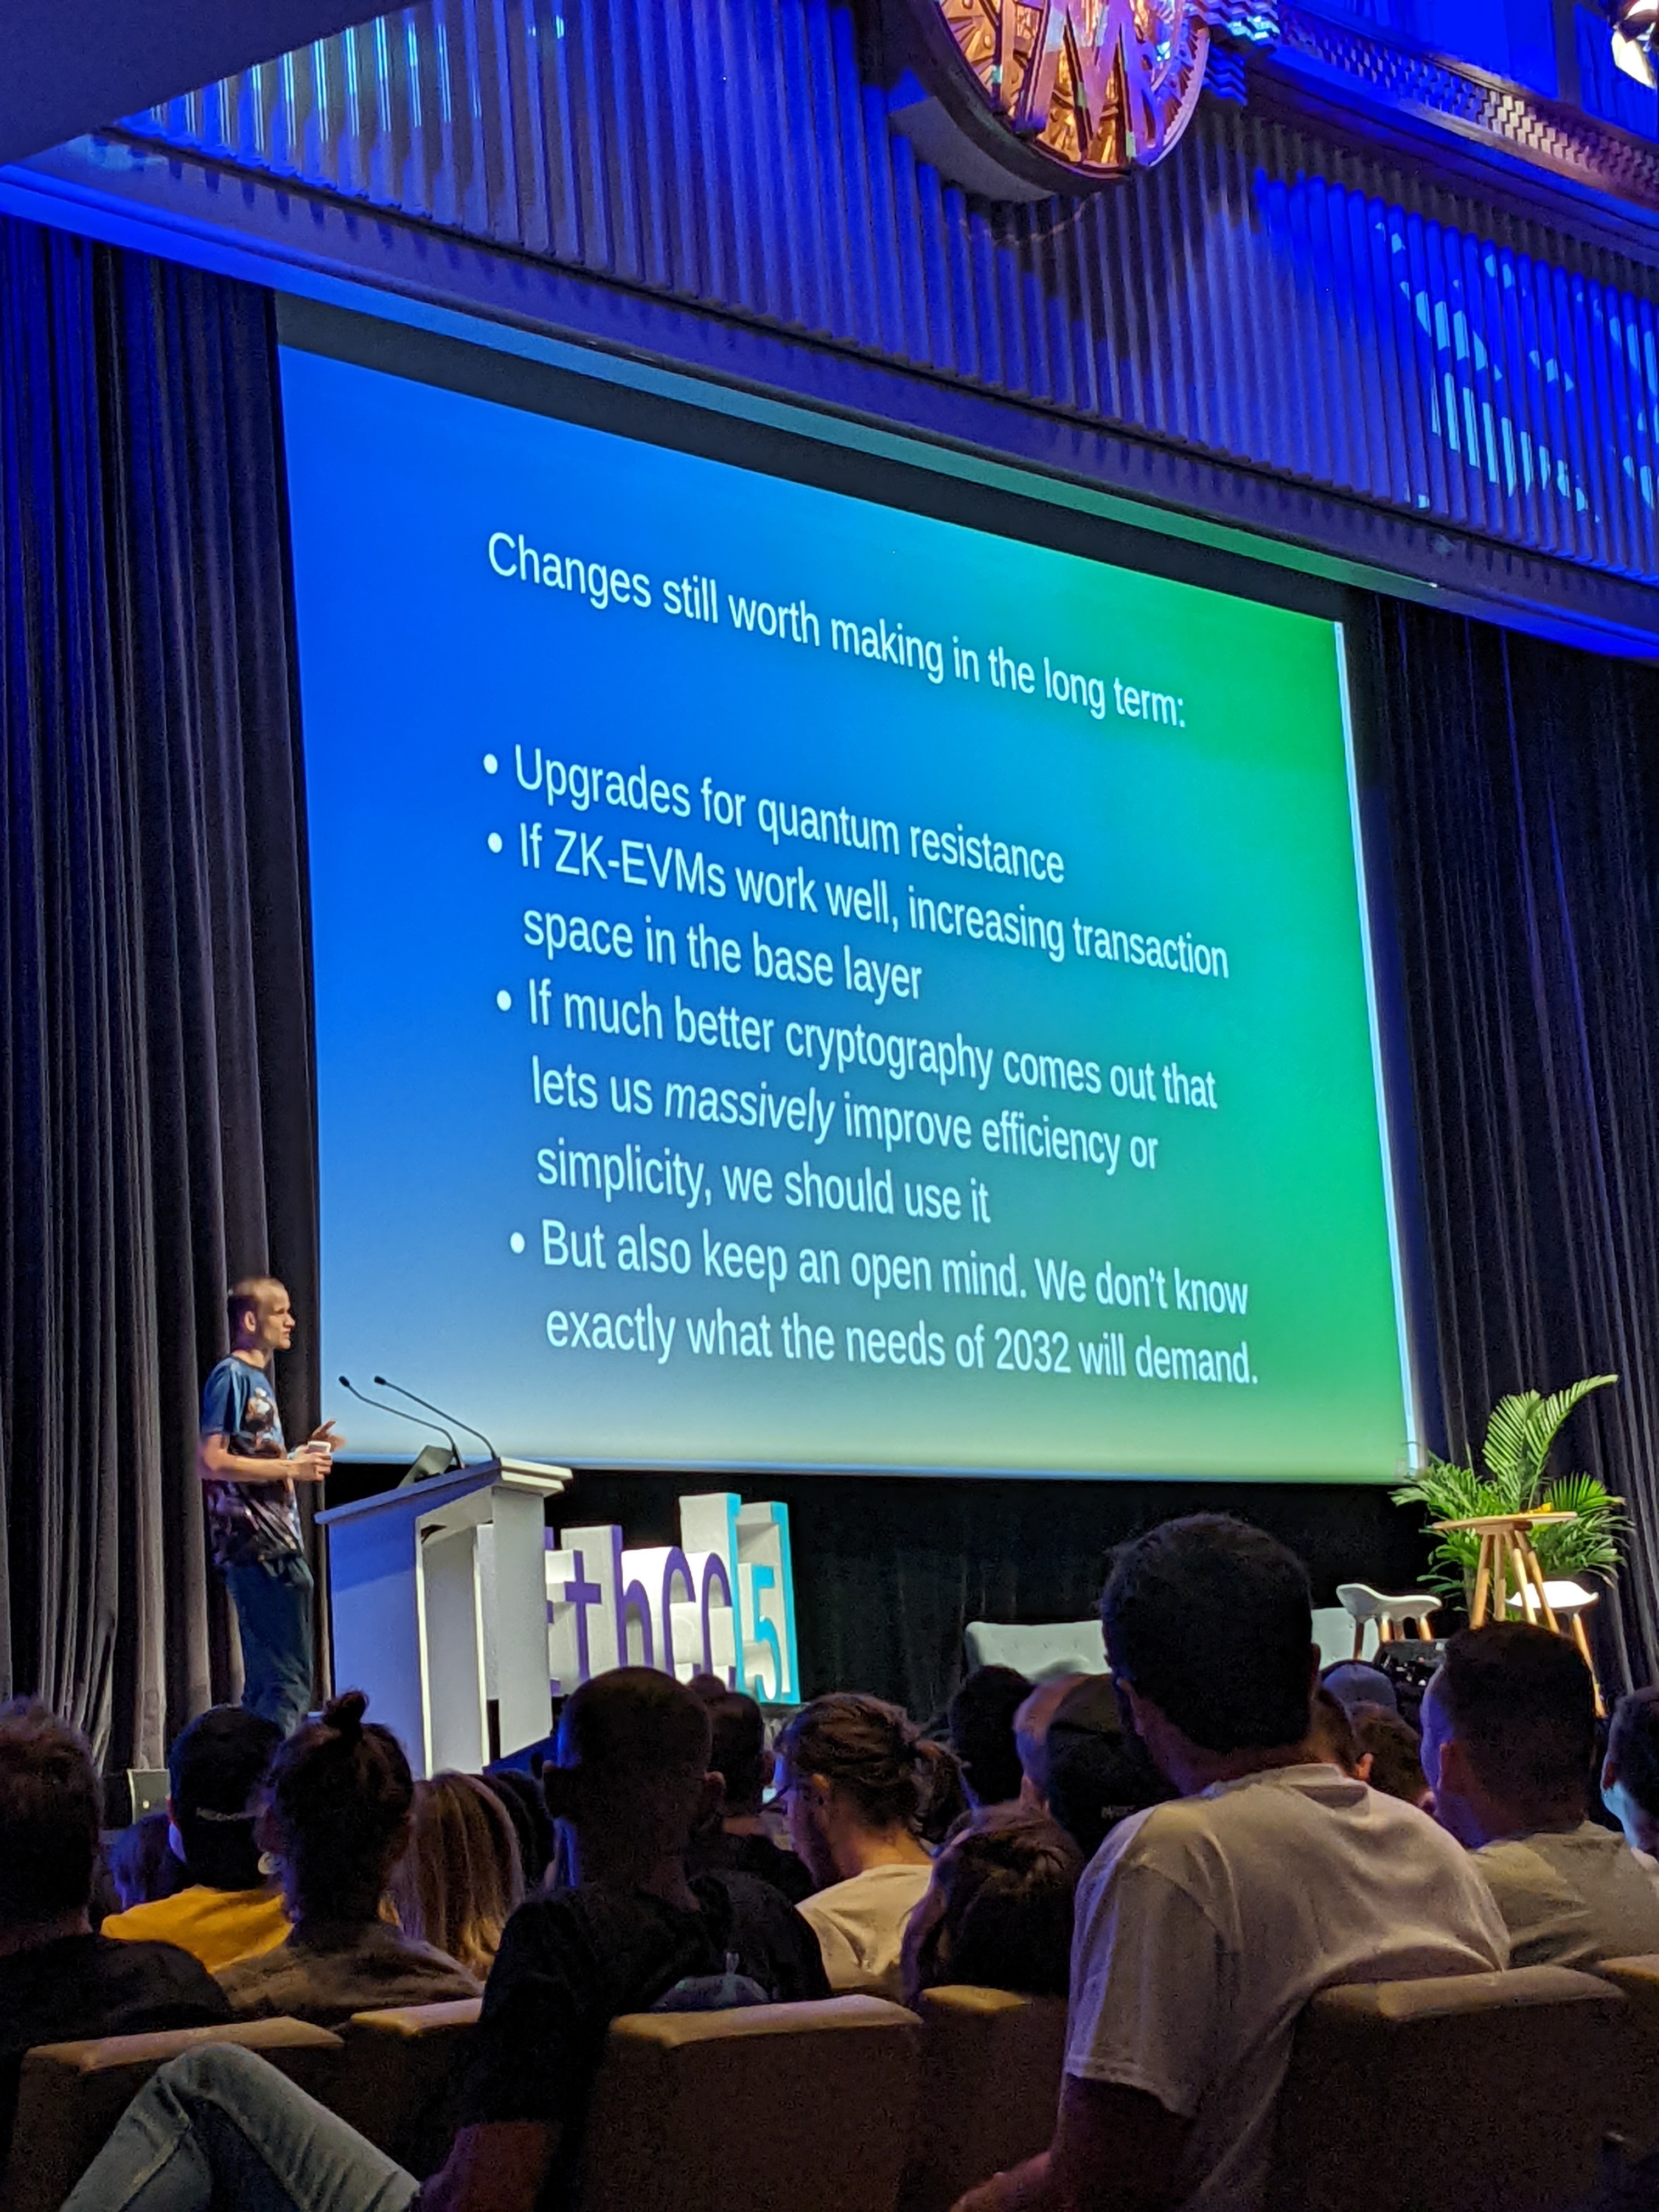 Changes still worth making in the long term:
• Upgrades for quantum resistance
• If ZK-EVMs work well, increasing transaction
space in the base layer
• If much better cryptography comes out that
lets us massively improve efficiency or
simplicity, we should use it
• But also keep an open mind. We don't know
exactly what the needs of 2032 will demand.
thcc[5]